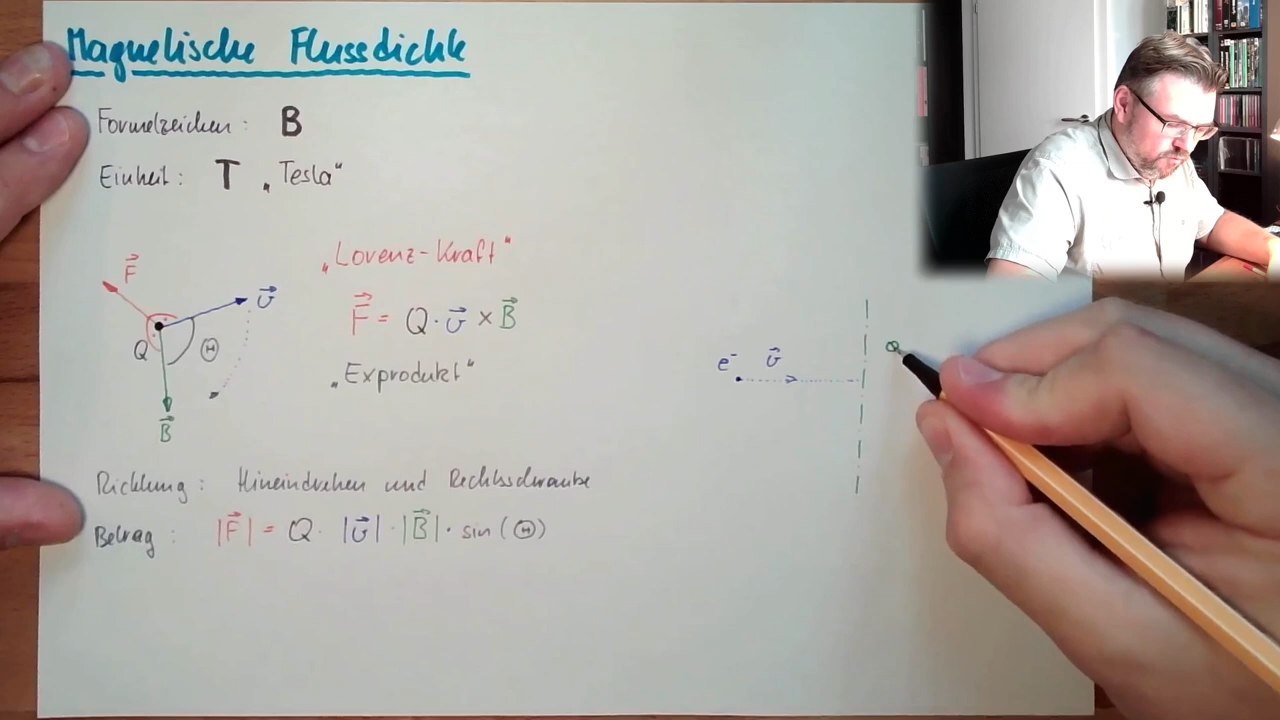 Magnetische Flussdichte
Formelzeichen: B
Einheit: T „Tesla“
„Lorenz-Kraft“
F⃗
v⃗
Q
Θ
B⃗
F⃗ = Q · v⃗ × B⃗
„Exprodukt“
e⁻ v⃗
Richtung: Hineindrehen und Rechtsschraube
Betrag: |F⃗| = Q · |v⃗| · |B⃗| · sin(Θ)